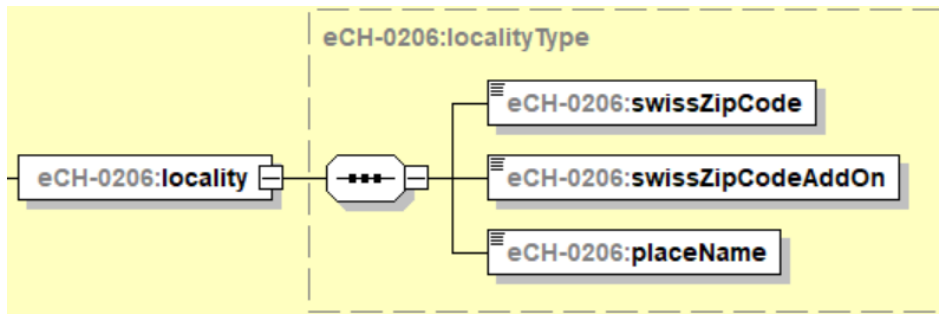 eCH-0206:localityType
eCH-0206:swissZipCode
eCH-0206:locality
eCH-0206:swissZipCodeAddOn
eCH-0206:placeName